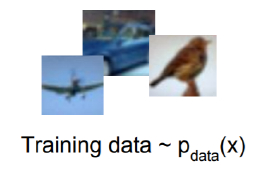 Training data ~ p_data(x)